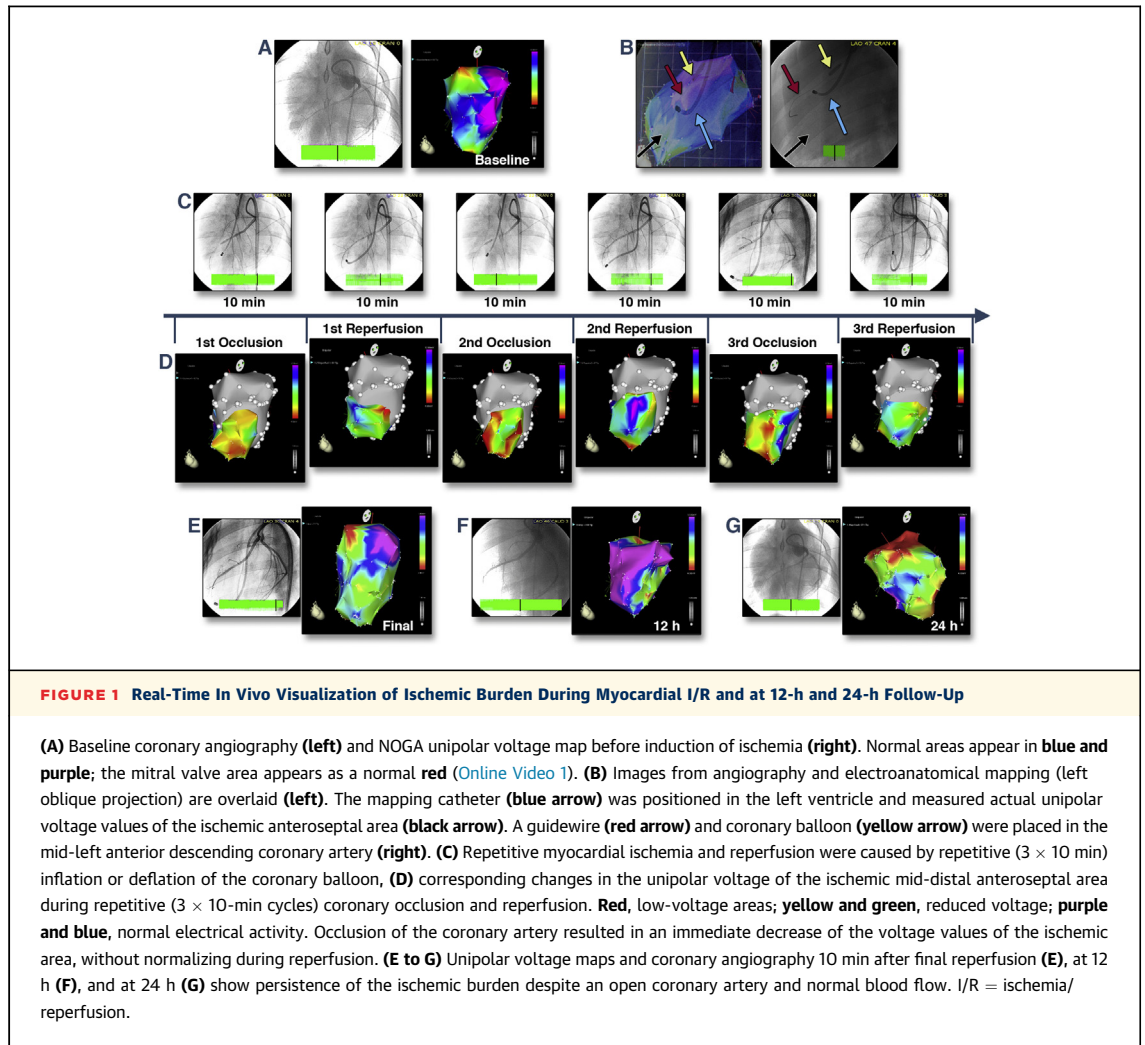 A
B
LAO 47 CRAN 4
Baseline
C
10 min
10 min
10 min
10 min
10 min
10 min
1st Occlusion
1st Reperfusion
2nd Occlusion
2nd Reperfusion
3rd Occlusion
3rd Reperfusion
D
E
Final
F
12 h
G
24 h
FIGURE 1 Real-Time In Vivo Visualization of Ischemic Burden During Myocardial I/R and at 12-h and 24-h Follow-Up
(A) Baseline coronary angiography (left) and NOGA unipolar voltage map before induction of ischemia (right). Normal areas appear in blue and
purple; the mitral valve area appears as a normal red (Online Video 1). (B) Images from angiography and electroanatomical mapping (left
oblique projection) are overlaid (left). The mapping catheter (blue arrow) was positioned in the left ventricle and measured actual unipolar
voltage values of the ischemic anteroseptal area (black arrow). A guidewire (red arrow) and coronary balloon (yellow arrow) were placed in the
mid-left anterior descending coronary artery (right). (C) Repetitive myocardial ischemia and reperfusion were caused by repetitive (3 × 10 min)
inflation or deflation of the coronary balloon, (D) corresponding changes in the unipolar voltage of the ischemic mid-distal anteroseptal area
during repetitive (3 × 10-min cycles) coronary occlusion and reperfusion. Red, low-voltage areas; yellow and green, reduced voltage; purple
and blue, normal electrical activity. Occlusion of the coronary artery resulted in an immediate decrease of the voltage values of the ischemic
area, without normalizing during reperfusion. (E to G) Unipolar voltage maps and coronary angiography 10 min after final reperfusion (E), at 12
h (F), and at 24 h (G) show persistence of the ischemic burden despite an open coronary artery and normal blood flow. I/R = ischemia/
reperfusion.